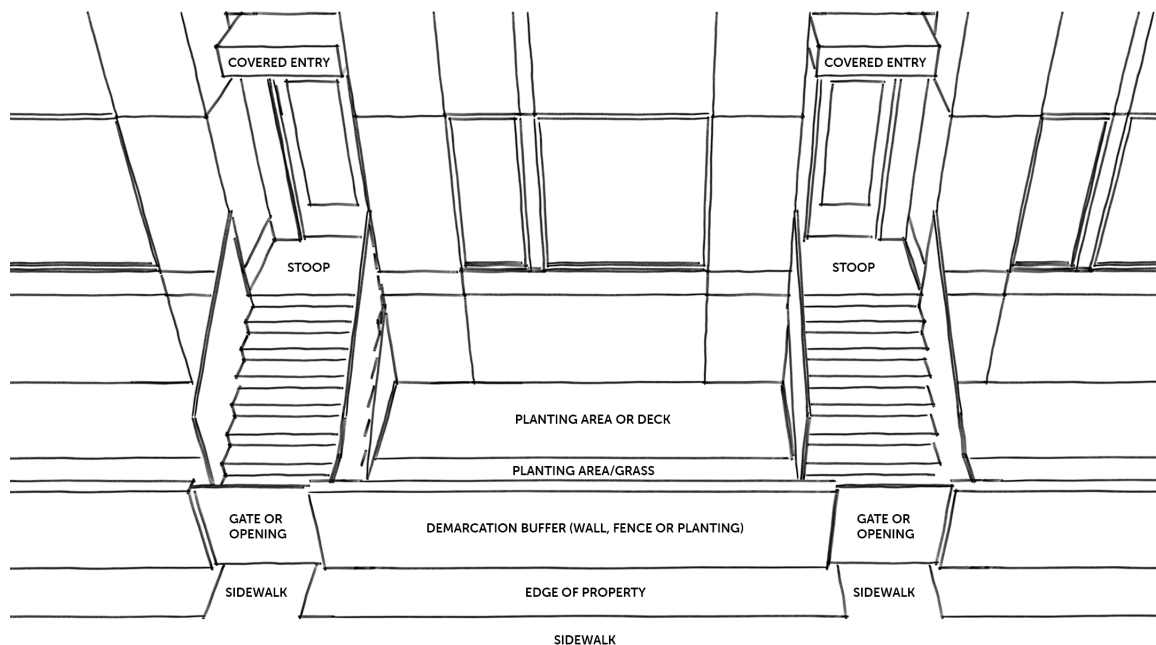 COVERED ENTRY
COVERED ENTRY
STOOP
STOOP
PLANTING AREA OR DECK
PLANTING AREA/GRASS
GATE OR
OPENING
DEMARCATION BUFFER (WALL, FENCE OR PLANTING)
GATE OR
OPENING
SIDEWALK
EDGE OF PROPERTY
SIDEWALK
SIDEWALK